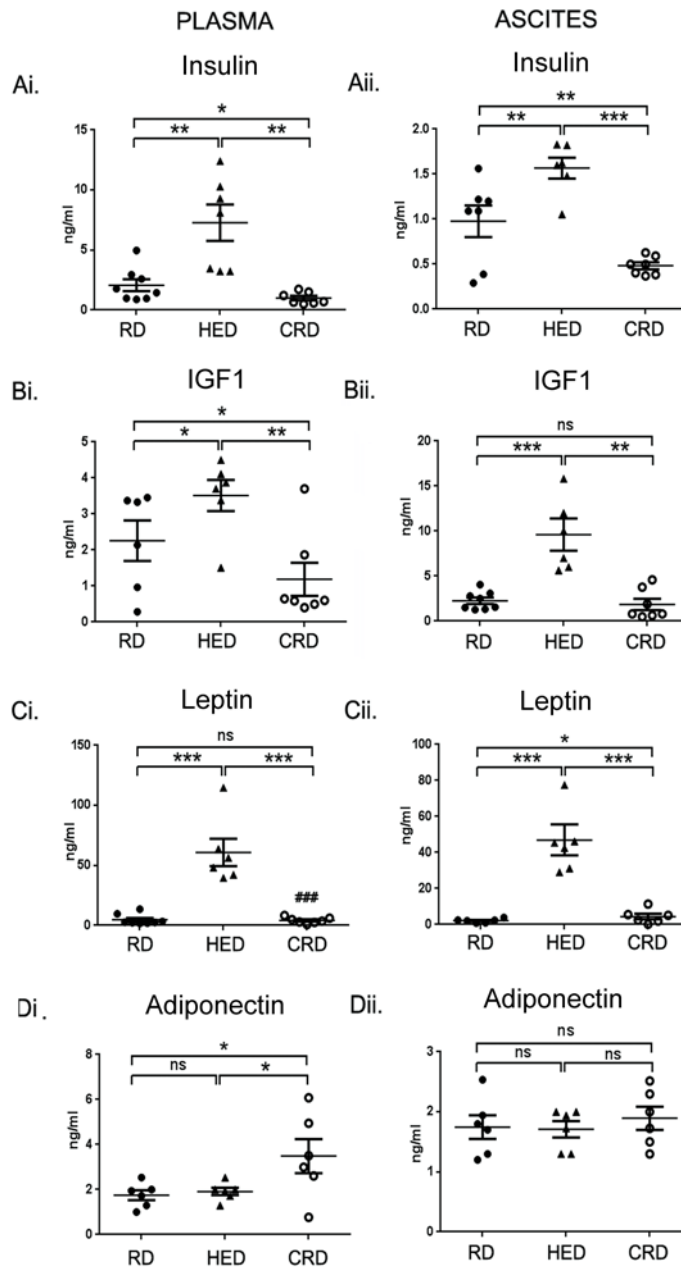 PLASMA ASCITES
Insulin Insulin
Ai. Aii.
* **
** ** ** ***
15 2.0
10 1.5
ng/ml ng/ml
1.0
5 0.5
0 0.0
RD HED CRD RD HED CRD
IGF1 IGF1
Bi. Bii.
* ns
* ** *** **
5 20
4 15
3
ng/ml ng/ml
10
2
1 5
0 0
RD HED CRD RD HED CRD
Leptin Leptin
Ci. Cii.
ns *
*** *** *** ***
150 100
80
100
ng/ml ng/ml
60
50 40
### 20
0 0
RD HED CRD RD HED CRD
Adiponectin Adiponectin
Di. Dii.
* ns
ns * ns ns
8 3
6
ng/ml ng/ml
2
4
2 1
0 0
RD HED CRD RD HED CRD